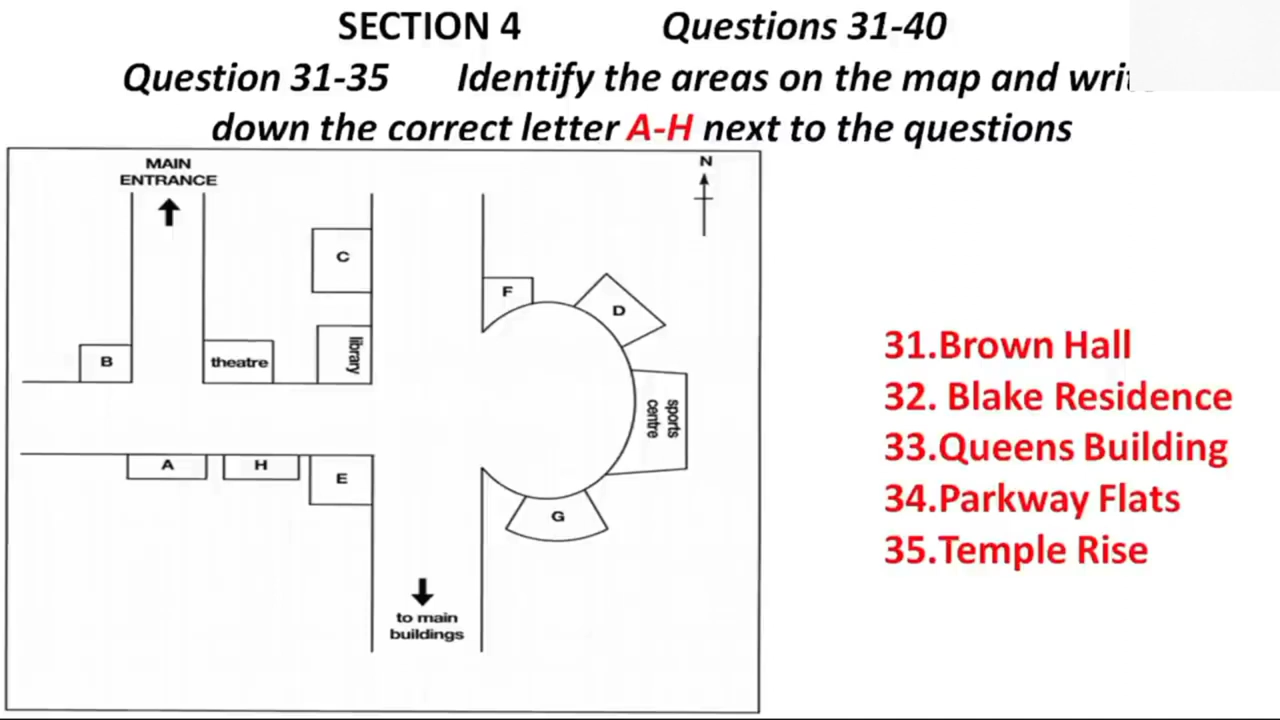 SECTION 4 Questions 31-40
Question 31-35 Identify the areas on the map and
down the correct letter A-H next to the questions
MAIN
ENTRANCE
N
C
F
D
library
B
theatre
sports
centre
A
H
E
G
to main
buildings
31.Brown Hall
32. Blake Residence
33.Queens Building
34.Parkway Flats
35.Temple Rise